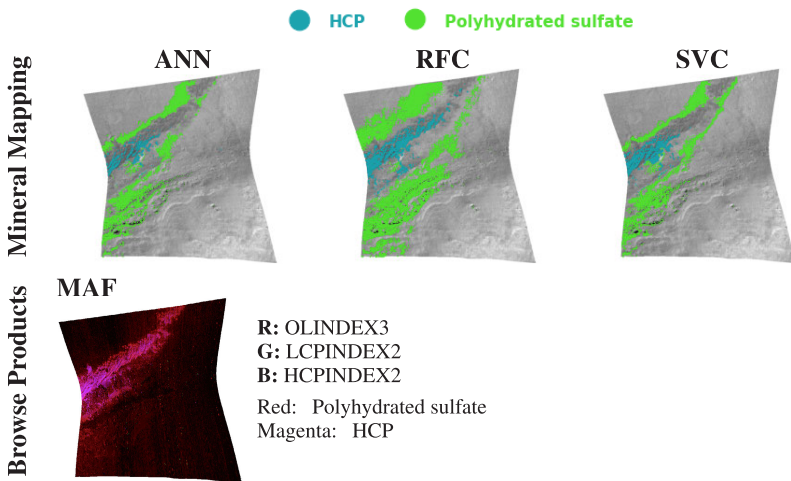 HCP Polyhydrated sulfate
ANN RFC SVC
Mineral Mapping
MAF
Browse Products
R: OLINDEX3
G: LCPINDEX2
B: HCPINDEX2
Red: Polyhydrated sulfate
Magenta: HCP